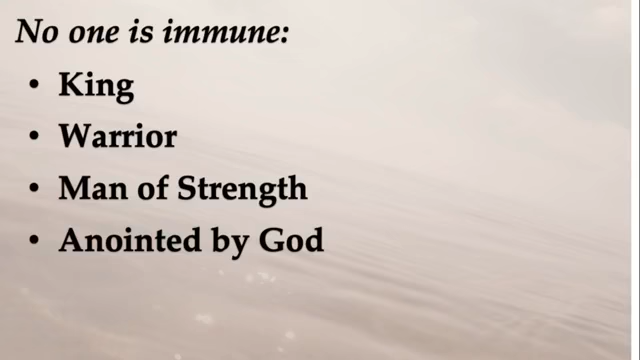 No one is immune:
• King
• Warrior
• Man of Strength
• Anointed by God